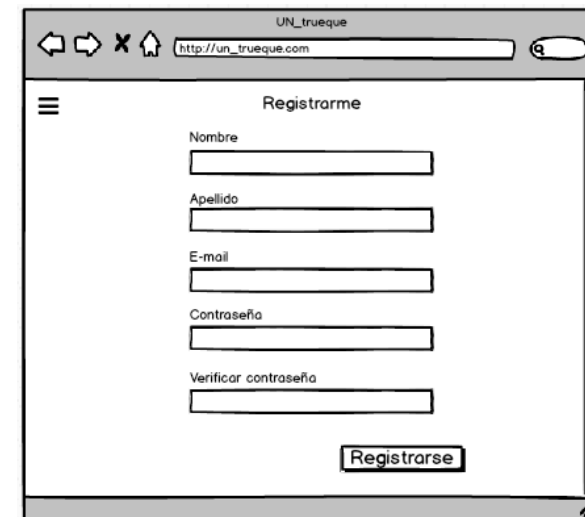 UN_trueque
http://un_trueque.com
Registrarme
Nombre
Apellido
E-mail
Contraseña
Verificar contraseña
Registrarse